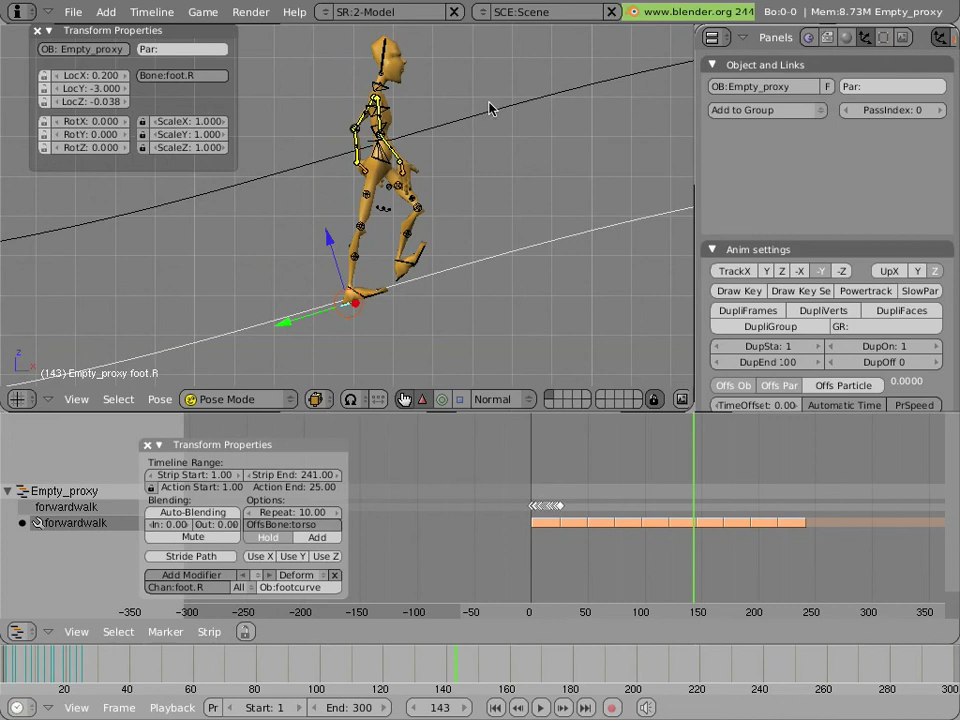 File Add Timeline Game Render Help SR:2-Model SCE:Scene www.blender.org 244 Bo:0-0 | Mem:8.73M Empty_proxy
Transform Properties
OB: Empty_proxy Par:
LocX: 0.200 Bone:foot.R
LocY: -3.000
LocZ: -0.038
RotX: 0.000 ScaleX: 1.000
RotY: 0.000 ScaleY: 1.000
RotZ: 0.000 ScaleZ: 1.000
z
x
(143) Empty_proxy foot.R
View Select Pose Pose Mode Normal
Panels
Object and Links
OB:Empty_proxy F Par:
Add to Group PassIndex: 0
Anim settings
TrackX Y Z -X -Y -Z UpX Y Z
Draw Key Draw Key Se Powertrack SlowPar
DupliFrames DupliVerts DupliFaces
DupliGroup GR:
DupSta: 1 DupOn: 1
DupEnd 100 DupOff 0
Offs Ob Offs Par Offs Particle 0.0000
TimeOffset: 0.00 Automatic Time PrSpeed
Empty_proxy
forwardwalk
forwardwalk
Transform Properties
Timeline Range:
Strip Start: 1.00 Strip End: 241.00
Action Start: 1.00 Action End: 25.00
Blending: Options:
Auto-Blending Repeat: 10.00
In: 0.00 Out: 0.00 OffsBone:torso
Mute Hold Add
Stride Path Use X Use Y Use Z
Add Modifier Deform x
Chan:foot.R All Ob:footcurve
-350 -300 -250 -200 -150 -100 -50 0 50 100 150 200 250 300 350
View Select Marker Strip
20 40 60 80 100 120 140 160 180 200 220 240 260 280 300
View Frame Playback Pr Start: 1 End: 300 143